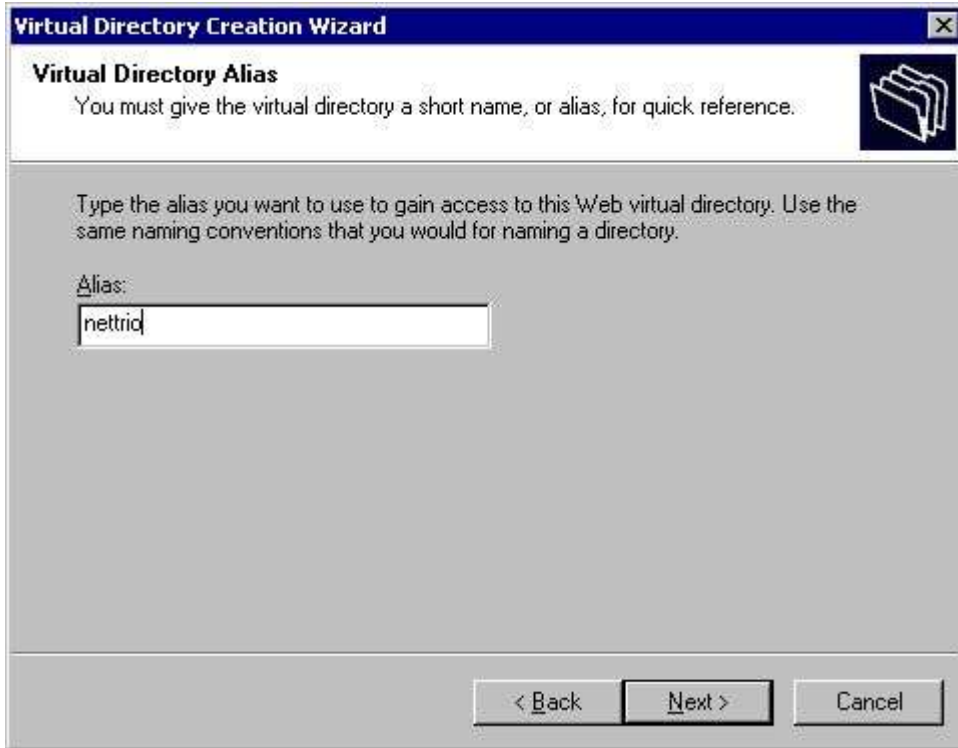 Virtual Directory Creation Wizard
Virtual Directory Alias
You must give the virtual directory a short name, or alias, for quick reference.
Type the alias you want to use to gain access to this Web virtual directory. Use the
same naming conventions that you would for naming a directory.
Alias:
nettrio
< Back Next > Cancel